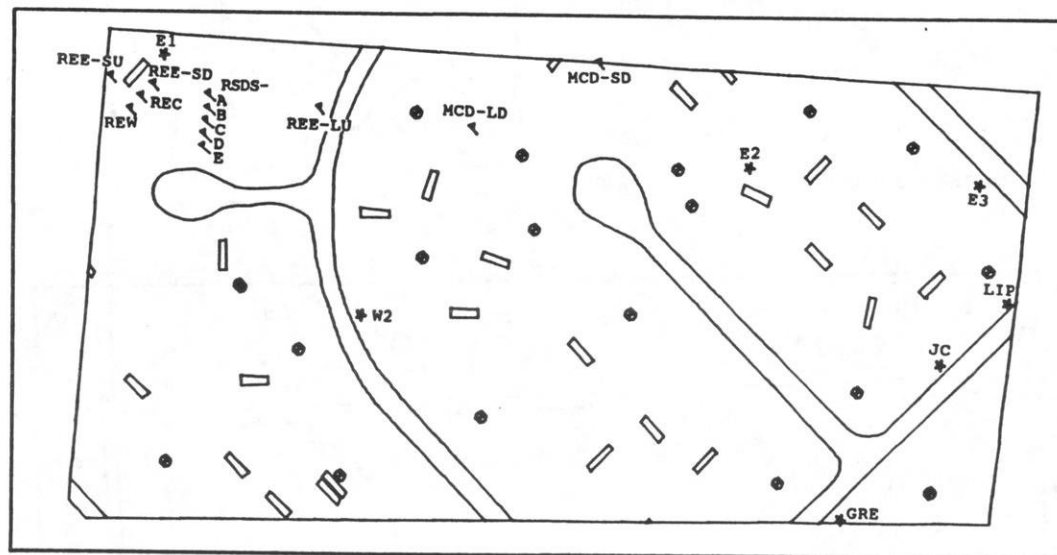 E1
REE-SU
REE-SD
RSDS-
REC
A
REW
B
C
D
E
REE-LU
MCD-LD
MCD-SD
E2
E3
LIP
W2
JC
GRE